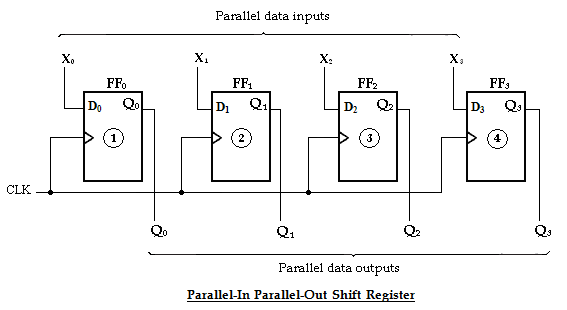 Parallel data inputs
X₀ X₁ X₂ X₃
FF₀ FF₁ FF₂ FF₃
D₀ Q₀ D₁ Q₁ D₂ Q₂ D₃ Q₃
1 2 3 4
CLK
Q₀ Q₁ Q₂ Q₃
Parallel data outputs
Parallel-In Parallel-Out Shift Register